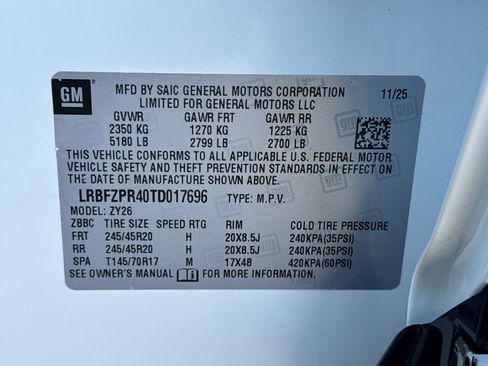 GM
MFD BY SAIC GENERAL MOTORS CORPORATION 11/25
LIMITED FOR GENERAL MOTORS LLC
GVWR GAWR FRT GAWR RR
2350 KG 1270 KG 1225 KG
5180 LB 2799 LB 2700 LB
THIS VEHICLE CONFORMS TO ALL APPLICABLE U.S. FEDERAL MOTOR
VEHICLE SAFETY AND THEFT PREVENTION STANDARDS IN EFFECT ON
THE DATE OF MANUFACTURE SHOWN ABOVE.
LRBFZPR40TD017696 TYPE: M.P.V.
MODEL: ZY26
ZBBC TIRE SIZE SPEED RTG RIM COLD TIRE PRESSURE
FRT 245/45R20 H 20X8.5J 240KPA(35PSI)
RR 245/45R20 H 20X8.5J 240KPA(35PSI)
SPA T145/70R17 M 17X4B 420KPA(60PSI)
SEE OWNER'S MANUAL FOR MORE INFORMATION.